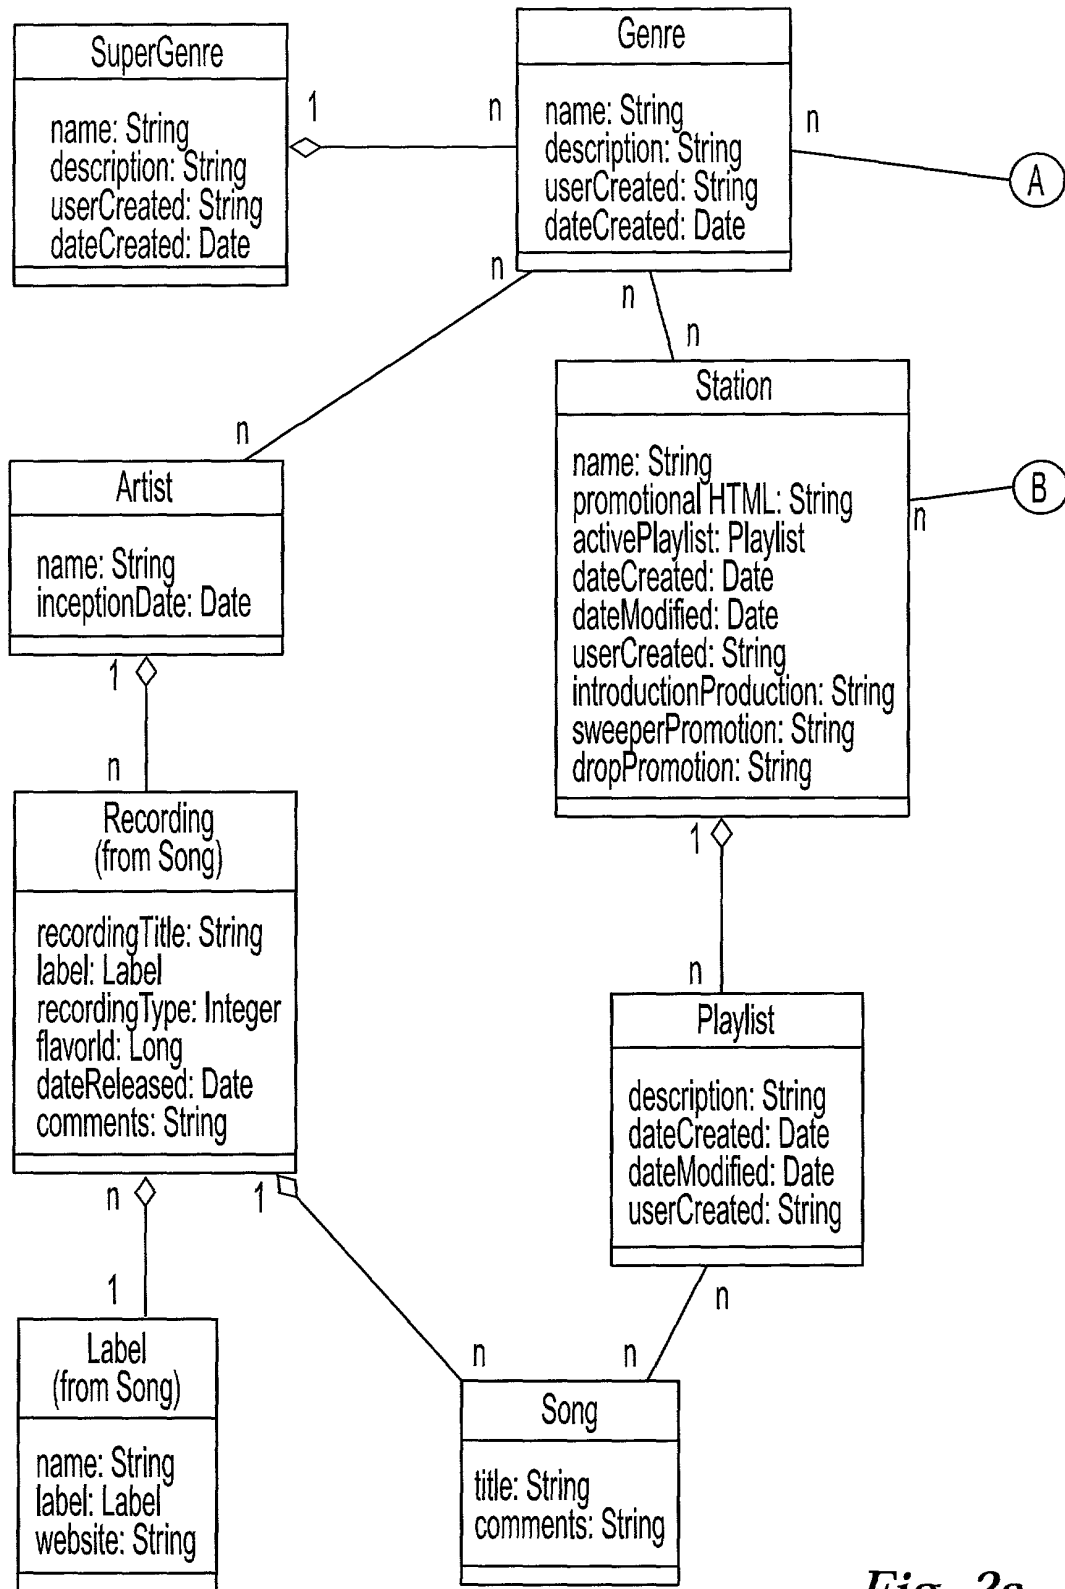 SuperGenre
name: String
description: String
userCreated: String
dateCreated: Date
1
n
Genre
name: String
description: String
userCreated: String
dateCreated: Date
n
A
n
n
n
n
Station
name: String
promotional HTML: String
activePlaylist: Playlist
dateCreated: Date
dateModified: Date
userCreated: String
introductionProduction: String
sweeperPromotion: String
dropPromotion: String
n
B
Artist
name: String
inceptionDate: Date
1
n
Recording
(from Song)
recordingTitle: String
label: Label
recordingType: Integer
flavorId: Long
dateReleased: Date
comments: String
1
n
Playlist
description: String
dateCreated: Date
dateModified: Date
userCreated: String
n
1
1
n
n
n
Label
(from Song)
name: String
label: Label
website: String
Song
title: String
comments: String